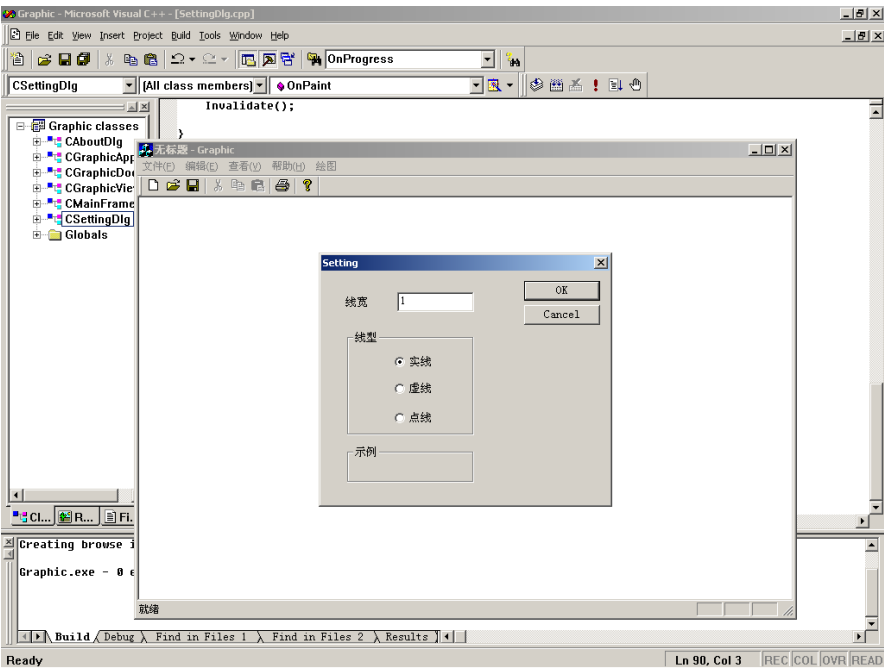 Graphic - Microsoft Visual C++ - [SettingDlg.cpp]
File Edit View Insert Project Build Tools Window Help
OnProgress
CSettingDlg [All class members] OnPaint
Invalidate();
}
Graphic classes
CAboutDlg
CGraphicApp
CGraphicDoc
CGraphicVie
CMainFrame
CSettingDlg
Globals
无标题 - Graphic
文件(F) 编辑(E) 查看(V) 帮助(H) 绘图
Setting
线宽 1
OK
Cancel
线型
实线
虚线
点线
示例
就绪
Cl... R... Fi.
Creating browse i
Graphic.exe - 0 e
Build Debug Find in Files 1 Find in Files 2 Results
Ready Ln 90, Col 3 REC COL OVR READ